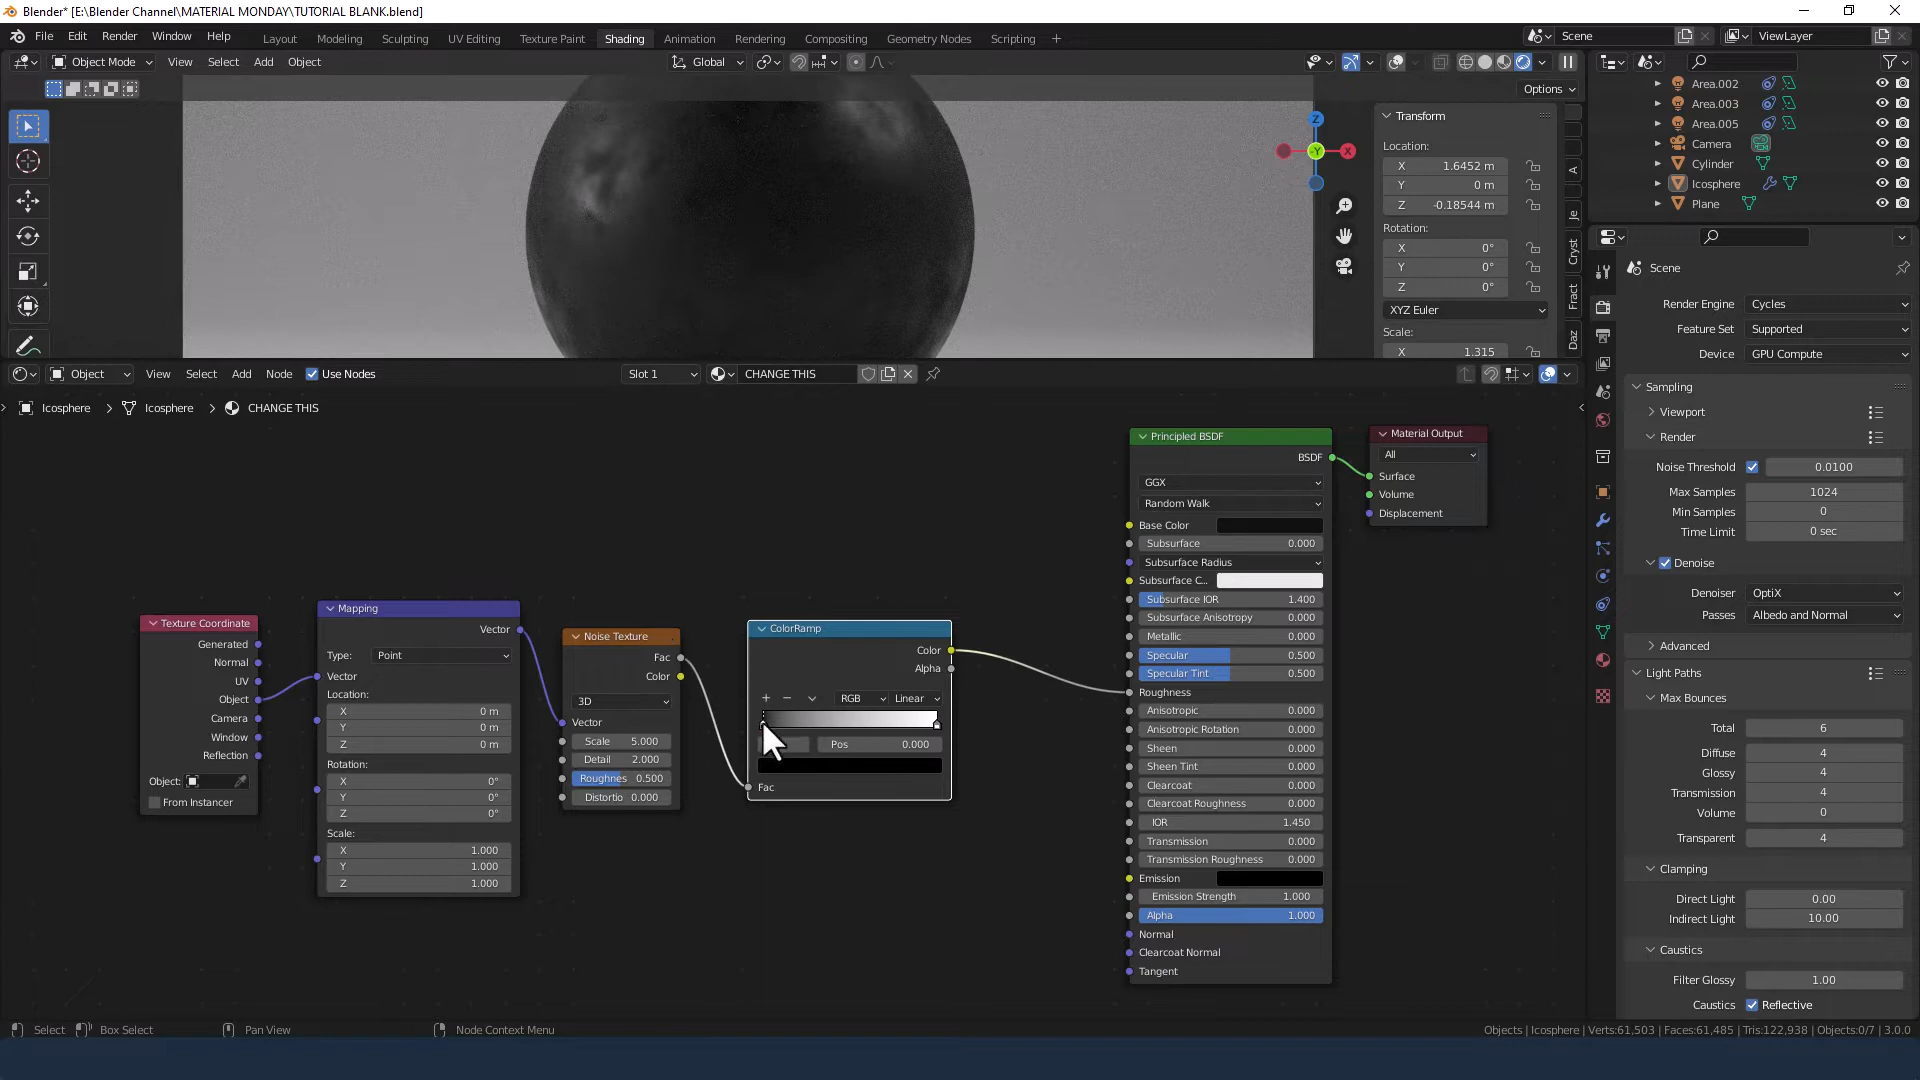 Blender* [E:\Blender Channel\MATERIAL MONDAY\TUTORIAL BLANK.blend]
File Edit Render Window Help Layout Modeling Sculpting UV Editing Texture Paint Shading Animation Rendering Compositing Geometry Nodes Scripting Scene ViewLayer
Object Mode View Select Add Object Global
Options
Area.002
Area.003
Area.005
Camera
Cylinder
Icosphere
Plane
Transform
Location:
X 1.6452 m
Y 0 m
Z -0.18544 m
Rotation:
X 0°
Y 0°
Z 0°
XYZ Euler
Scale:
X 1.315
Z
-Y
X
A
Je
Cryst
Fract
Daz
Scene
Render Engine Cycles
Feature Set Supported
Device GPU Compute
Sampling
Viewport
Render
Noise Threshold 0.0100
Max Samples 1024
Min Samples 0
Time Limit 0 sec
Denoise
Denoiser OptiX
Passes Albedo and Normal
Advanced
Light Paths
Max Bounces
Total 6
Diffuse 4
Glossy 4
Transmission 4
Volume 0
Transparent 4
Clamping
Direct Light 0.00
Indirect Light 10.00
Caustics
Filter Glossy 1.00
Caustics Reflective
Object View Select Add Node Use Nodes Slot 1 CHANGE THIS
Icosphere Icosphere CHANGE THIS
Texture Coordinate
Generated
Normal
UV
Object
Camera
Window
Reflection
Object:
From Instancer
Mapping
Vector
Type: Point
Vector
Location:
X 0 m
Y 0 m
Z 0 m
Rotation:
X 0°
Y 0°
Z 0°
Scale:
X 1.000
Y 1.000
Z 1.000
Noise Texture
Fac
Color
3D
Vector
Scale 5.000
Detail 2.000
Roughnes 0.500
Distortio 0.000
ColorRamp
Color
Alpha
RGB Linear
Pos 0.000
Fac
Principled BSDF
BSDF
GGX
Random Walk
Base Color
Subsurface 0.000
Subsurface Radius
Subsurface C..
Subsurface IOR 1.400
Subsurface Anisotropy 0.000
Metallic 0.000
Specular 0.500
Specular Tint 0.500
Roughness
Anisotropic 0.000
Anisotropic Rotation 0.000
Sheen 0.000
Sheen Tint 0.000
Clearcoat 0.000
Clearcoat Roughness 0.000
IOR 1.450
Transmission 0.000
Transmission Roughness 0.000
Emission
Emission Strength 1.000
Alpha 1.000
Normal
Clearcoat Normal
Tangent
Material Output
All
Surface
Volume
Displacement
Select Box Select Pan View Node Context Menu Objects | Icosphere | Verts:61,503 | Faces:61,485 | Tris:122,938 | Objects:0/7 | 3.0.0